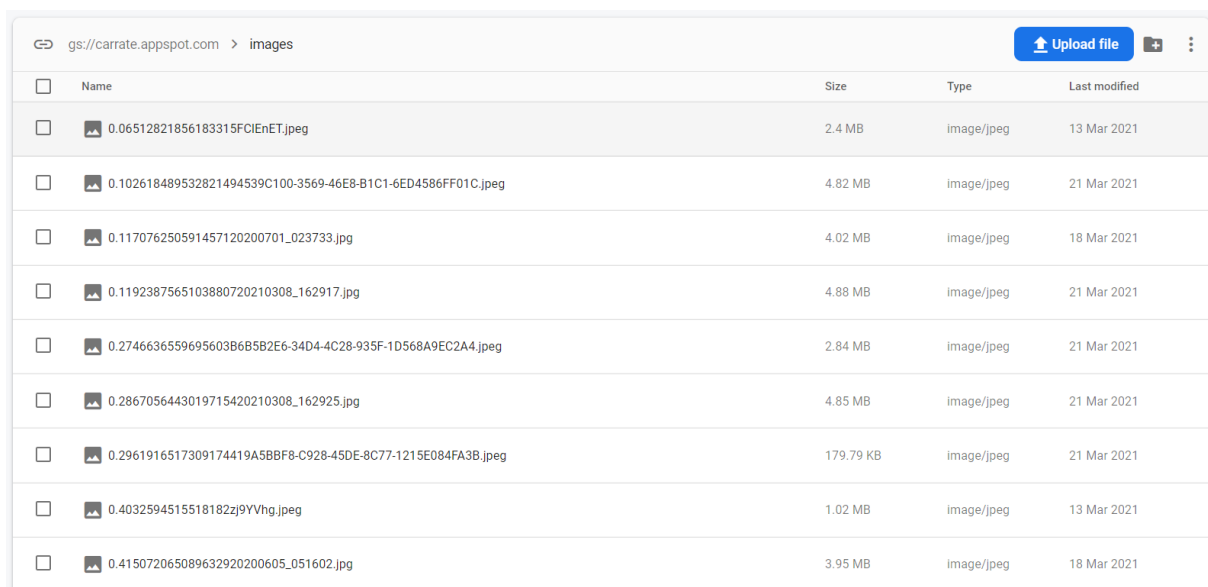 gs://carrate.appspot.com > images Upload file
Name Size Type Last modified
0.06512821856183315FClEnET.jpeg 2.4 MB image/jpeg 13 Mar 2021
0.102618489532821494539C100-3569-46E8-B1C1-6ED4586FF01C.jpeg 4.82 MB image/jpeg 21 Mar 2021
0.117076250591457120200701_023733.jpg 4.02 MB image/jpeg 18 Mar 2021
0.1192387565103880720210308_162917.jpg 4.88 MB image/jpeg 21 Mar 2021
0.2746636559695603B6B5B2E6-34D4-4C28-935F-1D568A9EC2A4.jpeg 2.84 MB image/jpeg 21 Mar 2021
0.2867056443019715420210308_162925.jpg 4.85 MB image/jpeg 21 Mar 2021
0.2961916517309174419A5BBF8-C928-45DE-8C77-1215E084FA3B.jpeg 179.79 KB image/jpeg 21 Mar 2021
0.4032594515518182zj9YVhg.jpeg 1.02 MB image/jpeg 13 Mar 2021
0.415072065089632920200605_051602.jpg 3.95 MB image/jpeg 18 Mar 2021